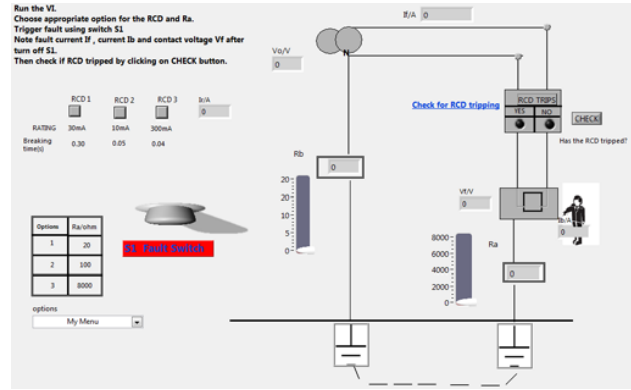 Run the VI.
Choose appropriate option for the RCD and Ra.
Trigger fault using switch S1
Note fault current If , current Ib and contact voltage Vf after
turn off S1.
Then check if RCD tripped by clicking on CHECK button.
If/A 0
Vo/V
0
N
RCD 1 RCD 2 RCD 3 Ir/A
0
RATING 30mA 10mA 300mA
Breaking
time(s) 0.30 0.05 0.04
Check for RCD tripping
RCD TRIPS
YES NO
CHECK
Has the RCD tripped?
Rb
0
20-
20-
10-
5-
0-
Vf/V
0
Ib/A
0
S1 Fault Switch
Options Ra/ohm
1 20
2 100
3 8000
Ra
8000-
6000-
4000-
2000-
0-
0
options
My Menu